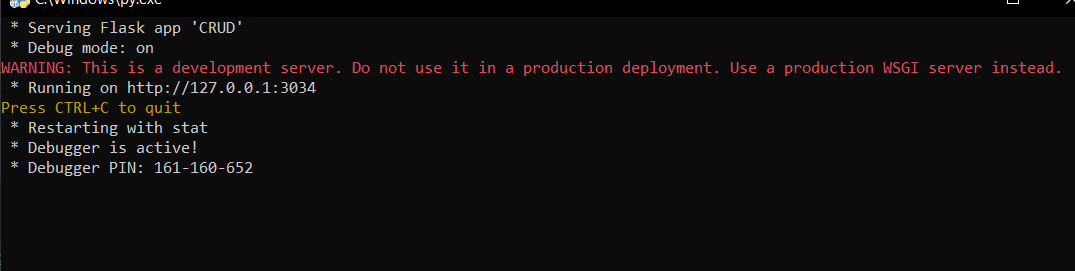 C:\Windows\py.exe
* Serving Flask app 'CRUD'
* Debug mode: on
WARNING: This is a development server. Do not use it in a production deployment. Use a production WSGI server instead.
* Running on http://127.0.0.1:3034
Press CTRL+C to quit
* Restarting with stat
* Debugger is active!
* Debugger PIN: 161-160-652